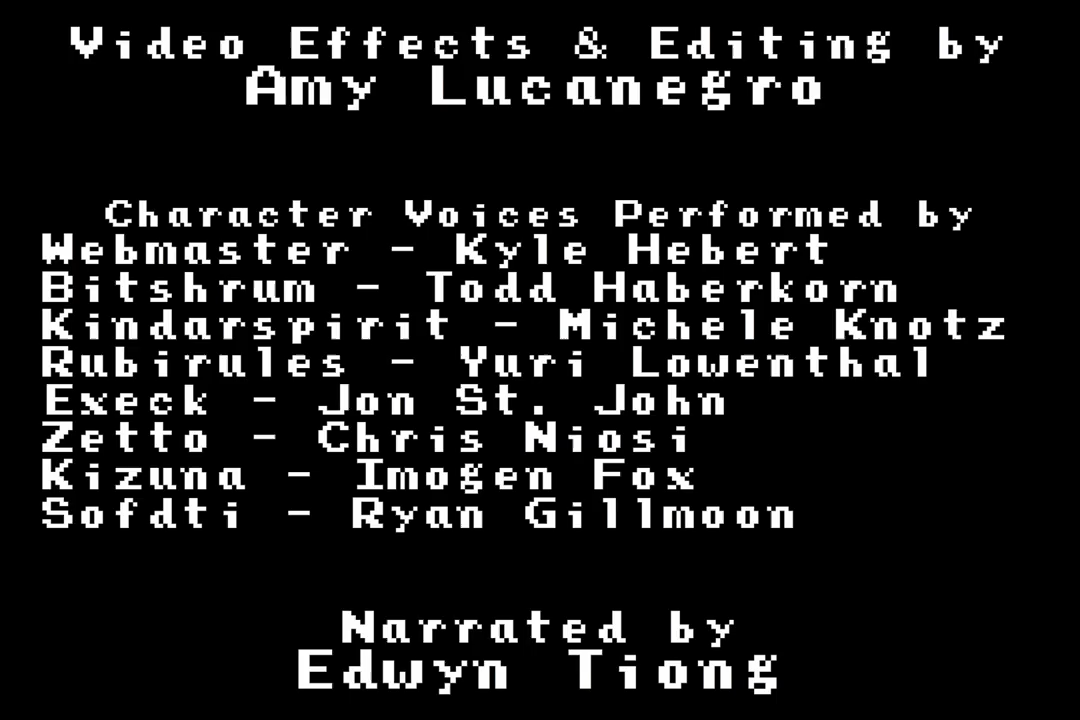 Video Effects & Editing by
Amy Lucanegro
Character Voices Performed by
Webmaster - Kyle Hebert
Bitshrum - Todd Haberkorn
Kindarspirit - Michele Knotz
Rubirules - Yuri Lowenthal
Execk - Jon St. John
Zetto - Chris Niosi
Kizuna - Imogen Fox
Sofdti - Ryan Gillmoon
Narrated by
Edwyn Tiong